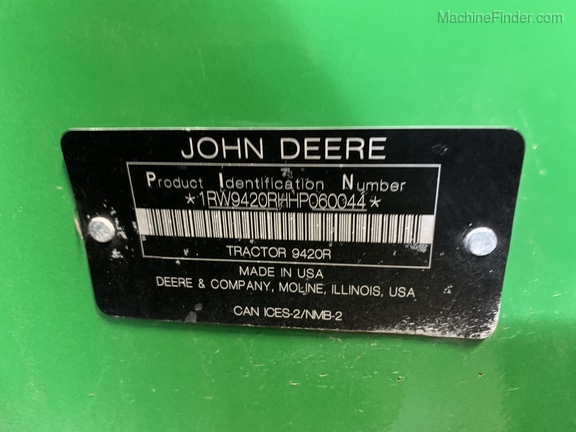 MachineFinder.com
JOHN DEERE
Product Identification Number
*1RW9420RHHP060044*
TRACTOR 9420R
MADE IN USA
DEERE & COMPANY, MOLINE, ILLINOIS, USA
CAN ICES-2/NMB-2